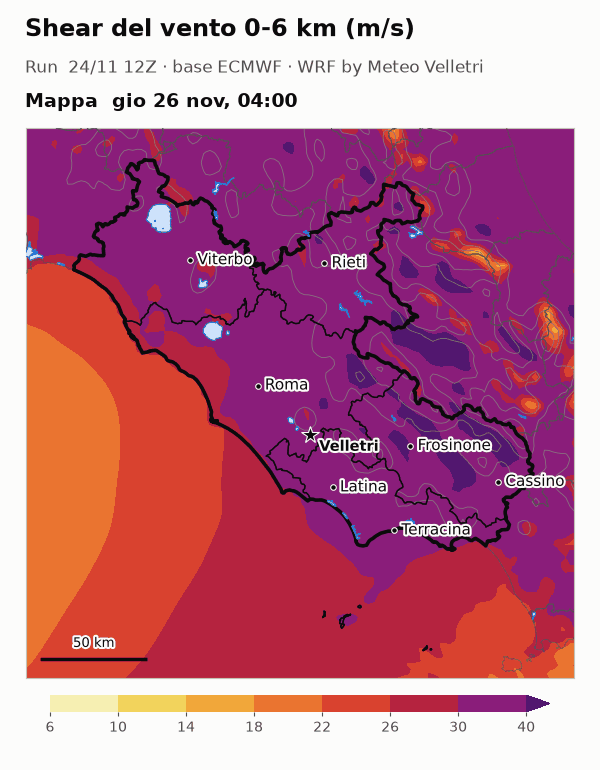 Shear del vento 0-6 km (m/s)
Run  24/11 12Z · base ECMWF · WRF by Meteo Velletri
Mappa  gio 26 nov, 04:00
Viterbo
Rieti
Roma
Velletri
Frosinone
Latina
Cassino
Terracina
50 km
6 10 14 18 22 26 30 40